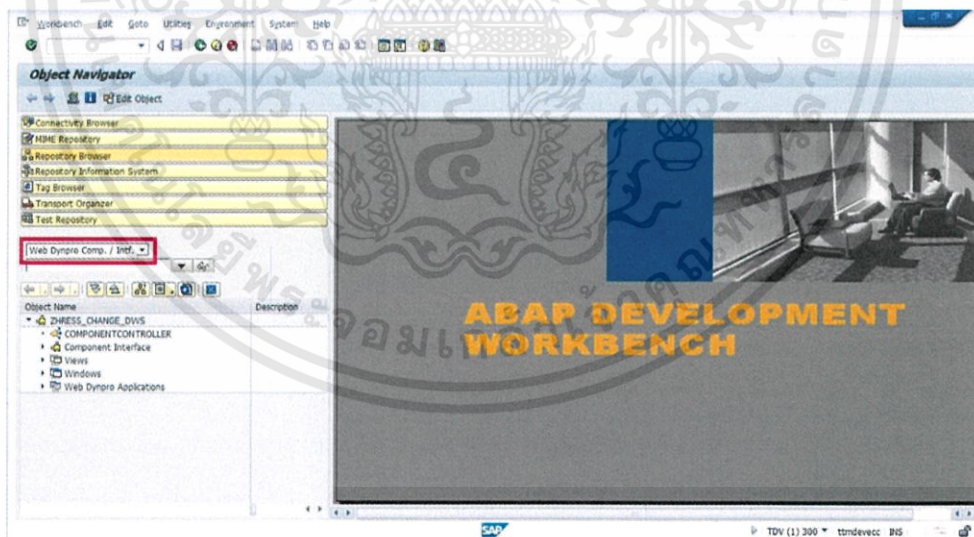 Workbench Edit Goto Utilities Environment System Help
Object Navigator
Edit Object
Connectivity Browser
MIME Repository
Repository Browser
Repository Information System
Tag Browser
Transport Organizer
Test Repository
Web Dynpro Comp. / Intf.
Object Name Description
ZHRESS_CHANGE_DWS
COMPONENTCONTROLLER
Component Interface
Views
Windows
Web Dynpro Applications
ABAP DEVELOPMENT
WORKBENCH
SAP
TDV (1) 300 ttmdevecc INS